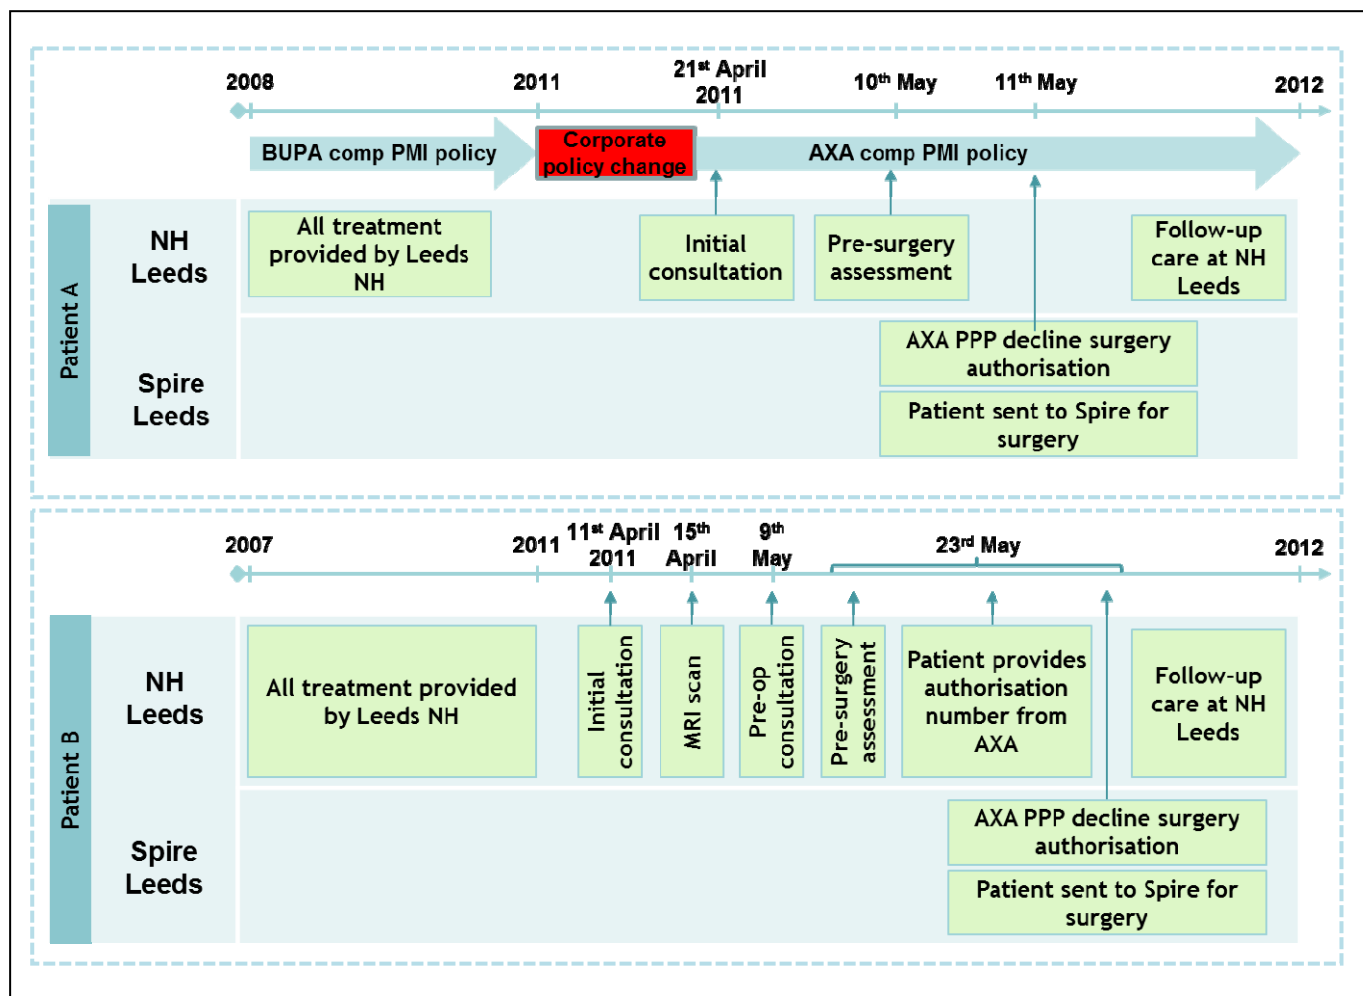 2008
2011
21st April
2011
10th May
11th May
2012
BUPA comp PMI policy
Corporate
policy change
AXA comp PMI policy
Patient A
NH
Leeds
All treatment
provided by Leeds
NH
Initial
consultation
Pre-surgery
assessment
Follow-up
care at NH
Leeds
Spire
Leeds
AXA PPP decline surgery
authorisation
Patient sent to Spire for
surgery
2007
2011
11st April
2011
15th
April
9th
May
23rd May
2012
Patient B
NH
Leeds
All treatment provided
by Leeds NH
Initial
consultation
MRI scan
Pre-op
consultation
Pre-surgery
assessment
Patient provides
authorisation
number from
AXA
Follow-up
care at NH
Leeds
Spire
Leeds
AXA PPP decline surgery
authorisation
Patient sent to Spire for
surgery